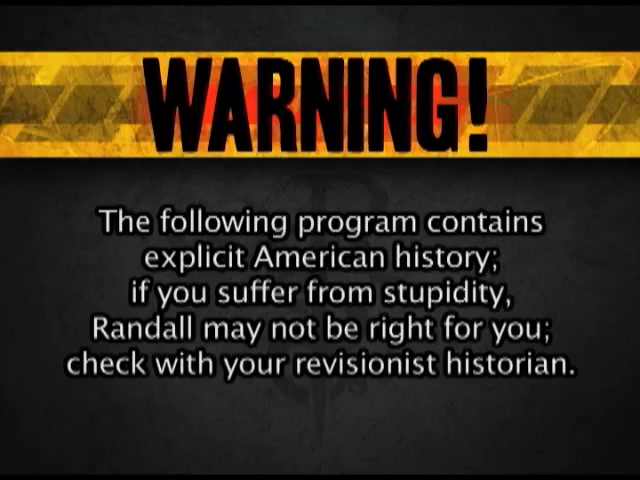 WARNING!
The following program contains
explicit American history;
if you suffer from stupidity,
Randall may not be right for you;
check with your revisionist historian.